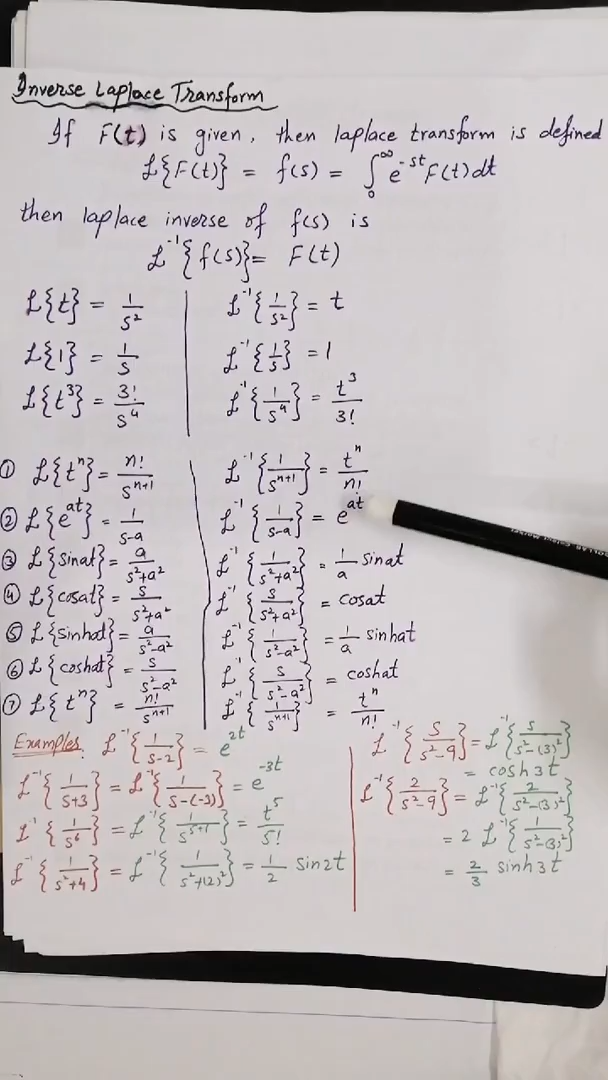 Inverse Laplace Transform
If F(t) is given, then laplace transform is defined
ℒ{F(t)} = f(s) = ∫₀^∞ e^{-st} F(t) dt
then laplace inverse of f(s) is
ℒ⁻¹{f(s)} = F(t)
ℒ{t} = 1/s²
ℒ{1} = 1/s
ℒ{t³} = 3!/s⁴
ℒ⁻¹{1/s²} = t
ℒ⁻¹{1/s} = 1
ℒ⁻¹{1/s⁴} = t³/3!
① ℒ{tⁿ} = n!/s^{n+1}
② ℒ{e^{at}} = 1/(s-a)
③ ℒ{sinat} = a/(s²+a²)
④ ℒ{cosat} = s/(s²+a²)
⑤ ℒ{sinhat} = a/(s²-a²)
⑥ ℒ{coshat} = s/(s²-a²)
⑦ ℒ{tⁿ} = n!/s^{n+1}
ℒ⁻¹{1/s^{n+1}} = tⁿ/n!
ℒ⁻¹{1/(s-a)} = e^{at}
ℒ⁻¹{1/(s²+a²)} = 1/a sinat
ℒ⁻¹{s/(s²+a²)} = cosat
ℒ⁻¹{1/(s²-a²)} = 1/a sinhat
ℒ⁻¹{s/(s²-a²)} = coshat
ℒ⁻¹{1/s^{n+1}} = tⁿ/n!
Examples. ℒ⁻¹{1/(s-2)} = e^{2t}
ℒ⁻¹{1/(s+3)} = ℒ⁻¹{1/(s-(-3))} = e^{-3t}
ℒ⁻¹{1/s⁶} = ℒ⁻¹{1/s^{5+1}} = t⁵/5!
ℒ⁻¹{1/(s²+4)} = ℒ⁻¹{1/(s²+(2)²)} = 1/2 sin2t
ℒ⁻¹{s/(s²-9)} = ℒ⁻¹{s/(s²-(3)²)}
= cosh3t
ℒ⁻¹{2/(s²-9)} = ℒ⁻¹{2/(s²-(3)²)}
= 2 ℒ⁻¹{1/(s²-(3)²)}
= 2/3 sinh3t